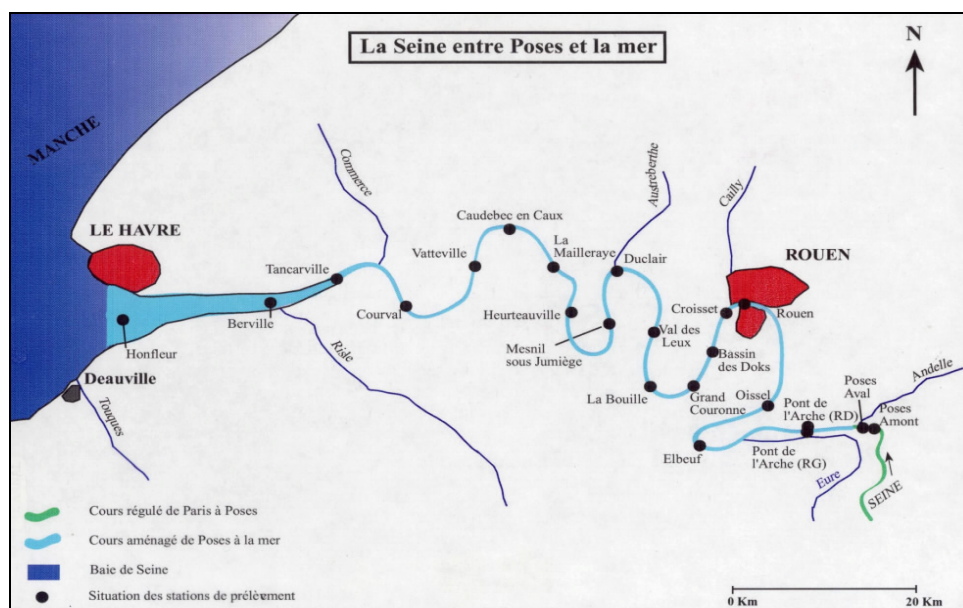 La Seine entre Poses et la mer
N
MANCHE
Commerce
Austreberthe
Cailly
LE HAVRE
Caudebec en Caux
La
Mailleraye
Vatteville
Duclair
Tancarville
ROUEN
Croisset
Rouen
Courval
Heurteauville
Berville
Honfleur
Mesnil
sous Jumiège
Val des
Leux
Bassin
des Doks
Risle
Deauville
Touques
La Bouille
Grand
Couronne
Oissel
Poses
Aval
Andelle
Pont de
l'Arche (RD)
Poses
Amont
Elbeuf
Pont de
l'Arche (RG)
Eure
SEINE
Cours régulé de Paris à Poses
Cours aménagé de Poses à la mer
Baie de Seine
Situation des stations de prélèvement
0 Km
20 Km